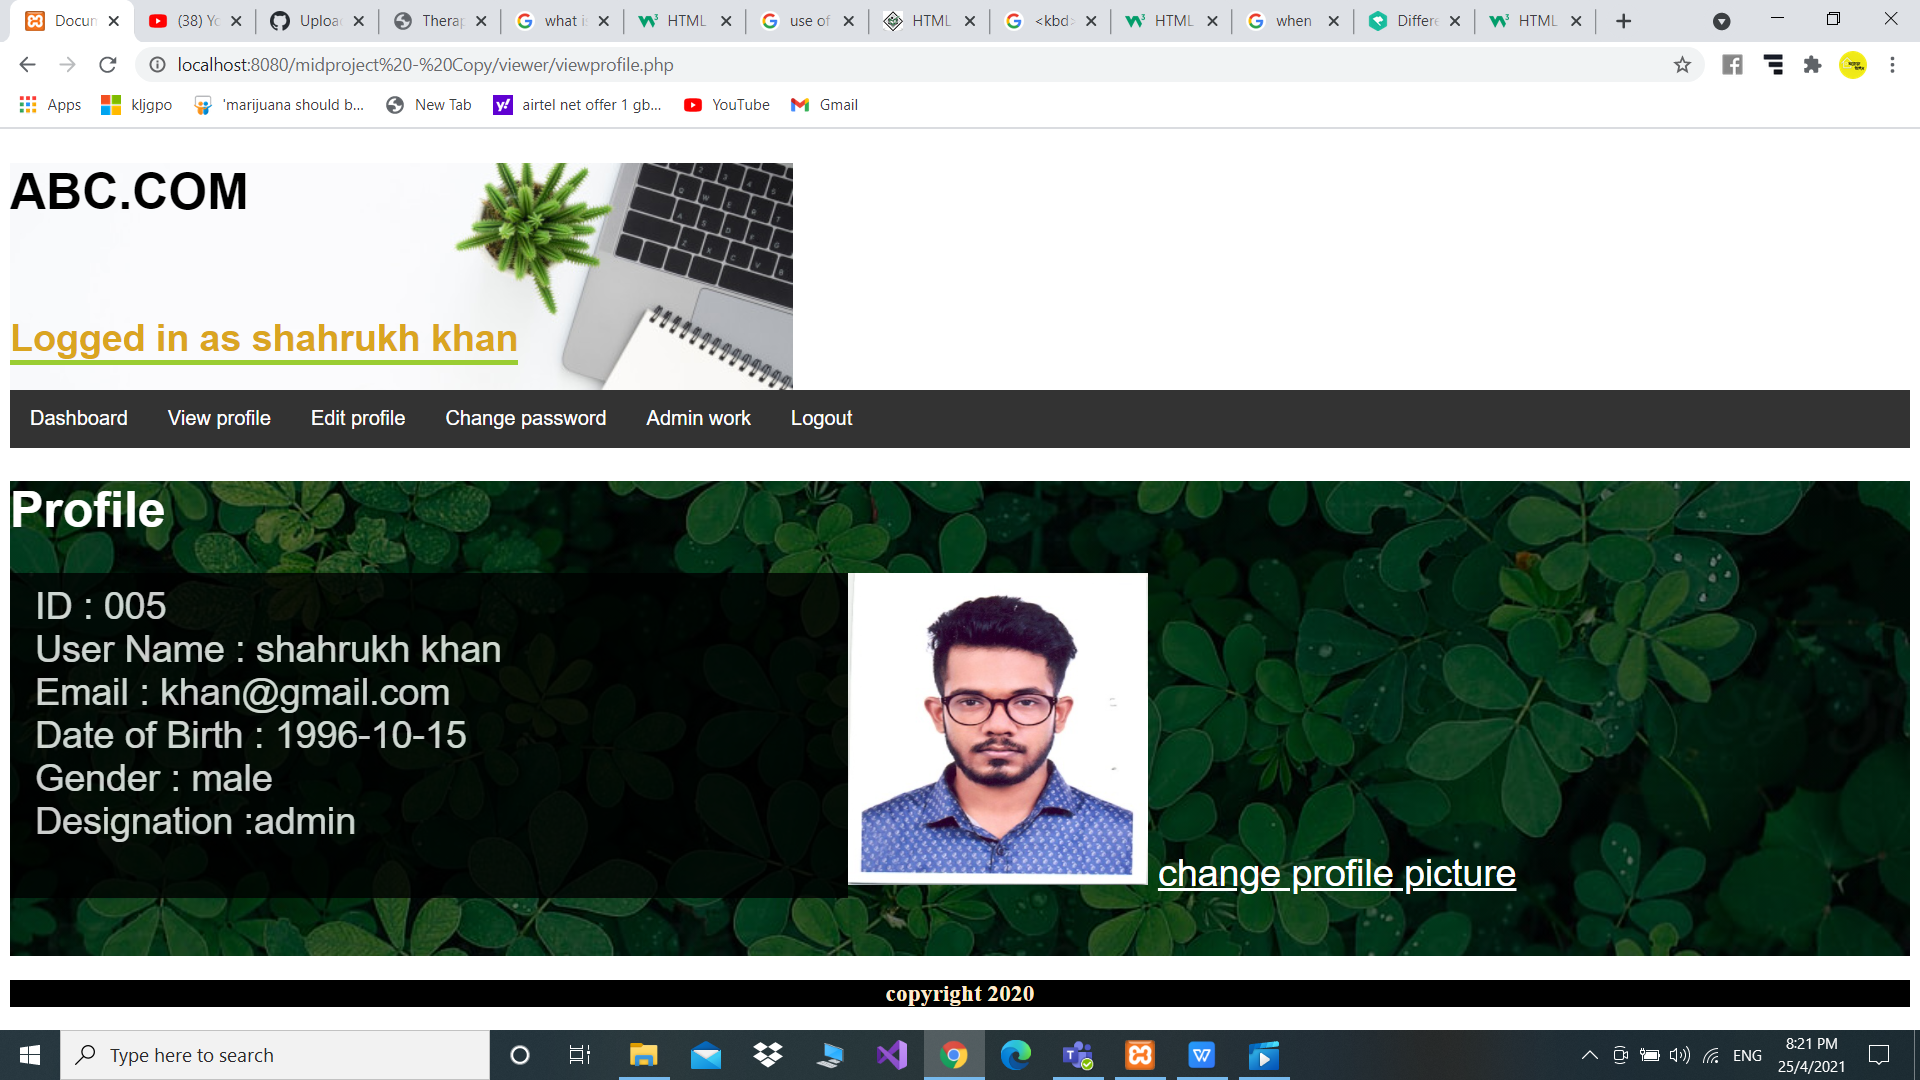 Docun
(38) Yo
Uploa
Therap
what is
HTML
use of
HTML
<kbd>
HTML
when
Differe
HTML
localhost:8080/midproject%20-%20Copy/viewer/viewprofile.php
Apps
kljgpo
'marijuana should b...
New Tab
airtel net offer 1 gb...
YouTube
Gmail
ABC.COM
Logged in as shahrukh khan
Dashboard
View profile
Edit profile
Change password
Admin work
Logout
Profile
ID : 005
User Name : shahrukh khan
Email : khan@gmail.com
Date of Birth : 1996-10-15
Gender : male
Designation :admin
change profile picture
copyright 2020
Type here to search
ENG
8:21 PM
25/4/2021